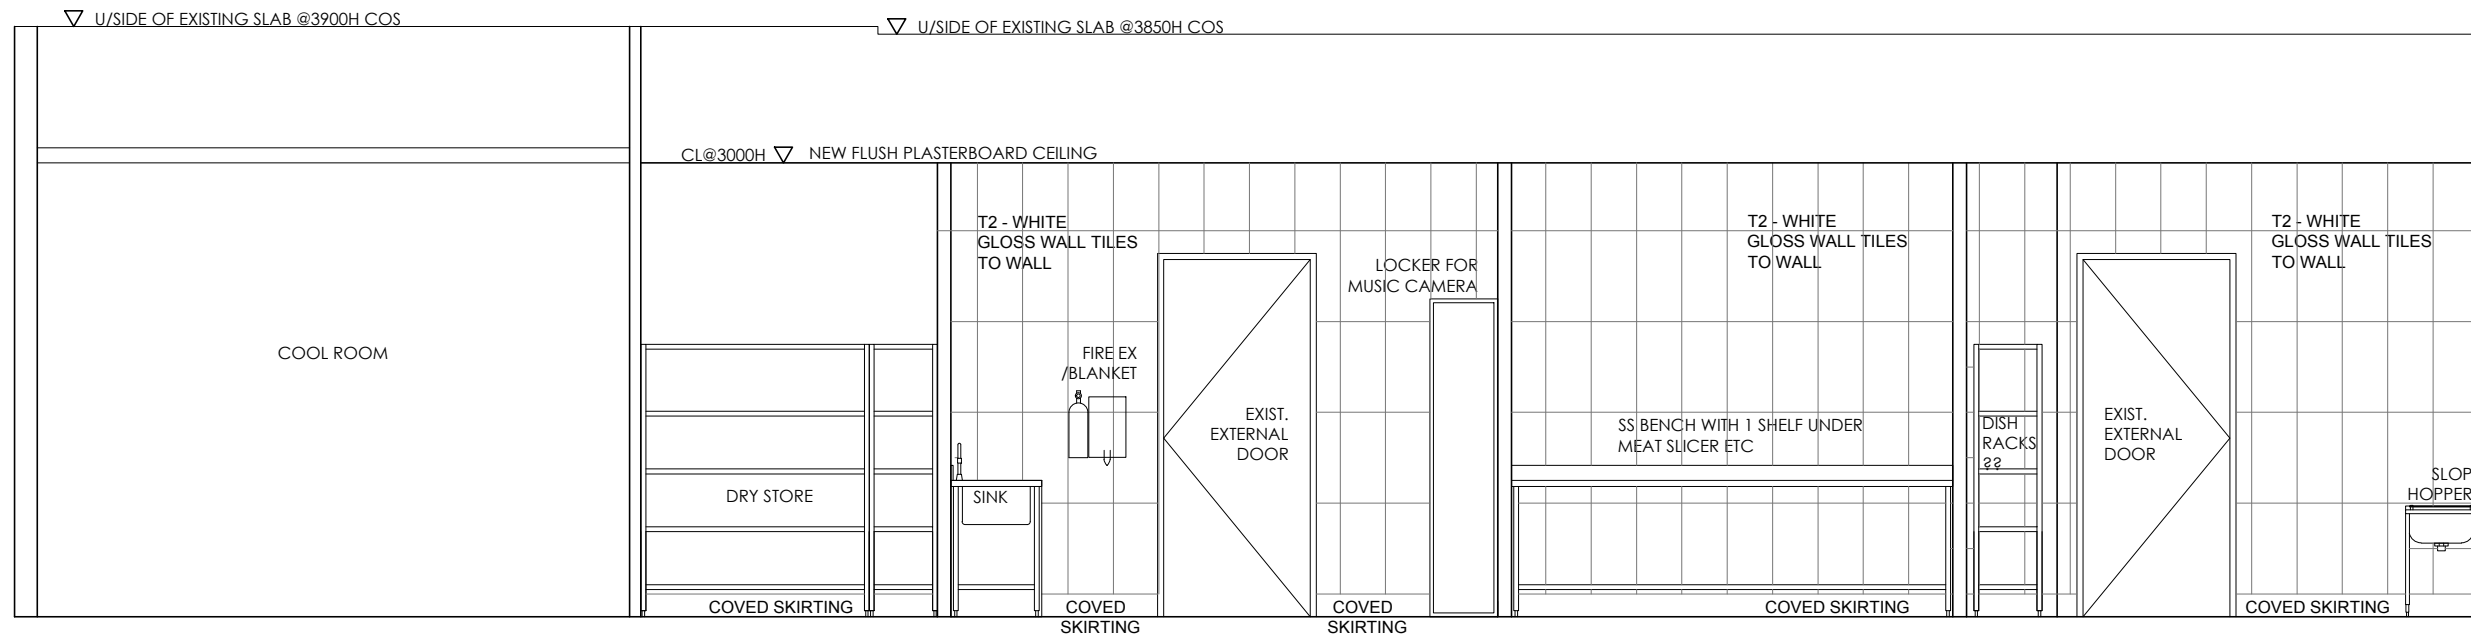 U/SIDE OF EXISTING SLAB @3900H COS
U/SIDE OF EXISTING SLAB @3850H COS
CL@3000H
NEW FLUSH PLASTERBOARD CEILING
COOL ROOM
DRY STORE
COVED SKIRTING
T2 - WHITE
GLOSS WALL TILES
TO WALL
SINK
FIRE EX
/BLANKET
COVED
SKIRTING
EXIST.
EXTERNAL
DOOR
LOCKER FOR
MUSIC CAMERA
COVED
SKIRTING
T2 - WHITE
GLOSS WALL TILES
TO WALL
SS BENCH WITH 1 SHELF UNDER
MEAT SLICER ETC
COVED SKIRTING
DISH
RACKS
??
EXIST.
EXTERNAL
DOOR
T2 - WHITE
GLOSS WALL TILES
TO WALL
SLOP
HOPPER
COVED SKIRTING